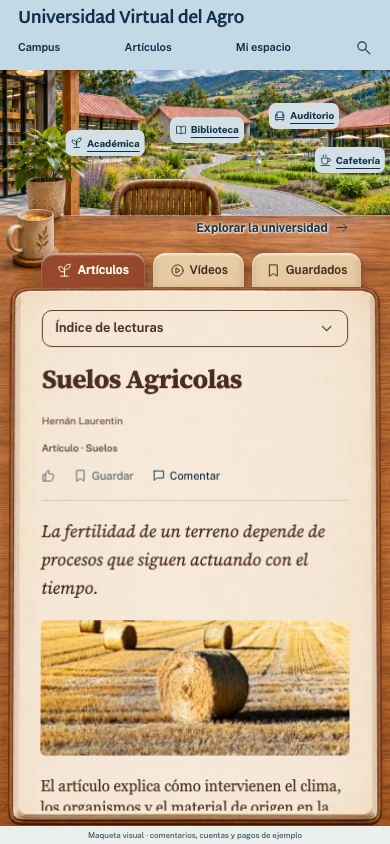 Universidad Virtual del Agro
Campus
Artículos
Mi espacio
Auditorio
Biblioteca
Académica
Cafetería
Explorar la universidad
Artículos
Vídeos
Guardados
Índice de lecturas
Suelos Agricolas
Hernán Laurentin
Artículo · Suelos
Guardar
Comentar
La fertilidad de un terreno depende de
procesos que siguen actuando con el
tiempo.
El artículo explica cómo intervienen el clima,
los organismos y el material de origen en la
Maqueta visual · comentarios, cuentas y pagos de ejemplo